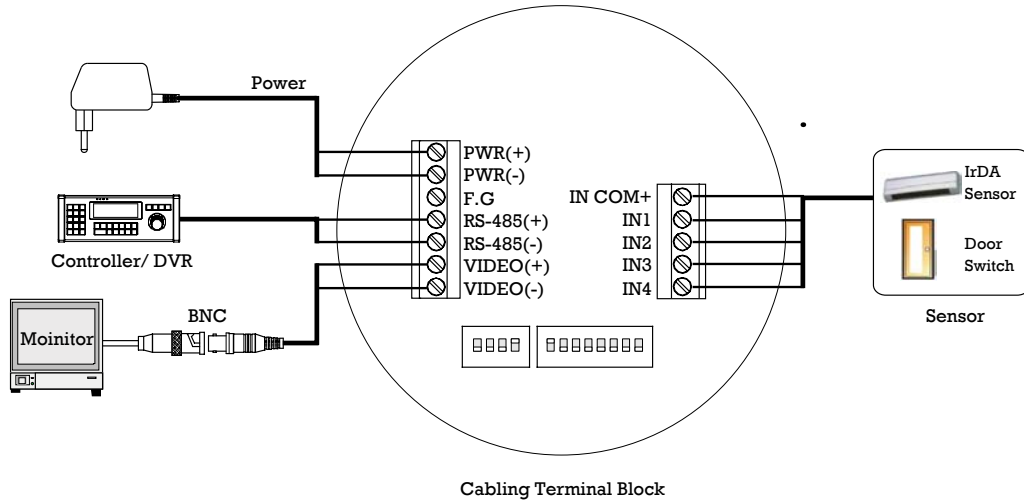 Power
PWR(+)
PWR(-)
F.G
RS-485(+)
RS-485(-)
VIDEO(+)
VIDEO(-)
Controller/ DVR
BNC
Moinitor
IN COM+
IN1
IN2
IN3
IN4
IrDA
Sensor
Door
Switch
Sensor
Cabling Terminal Block